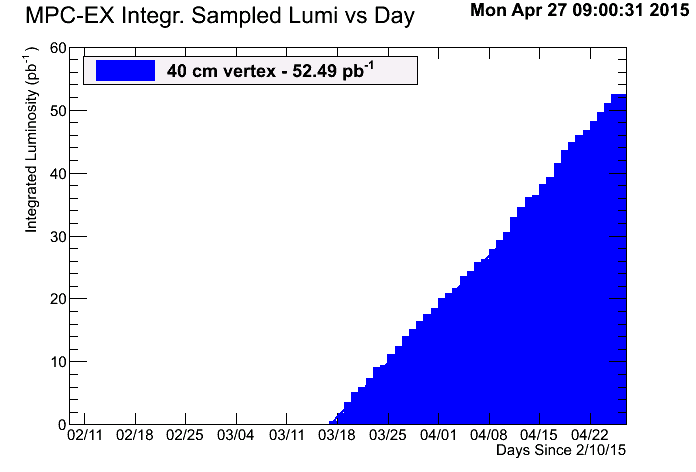 MPC-EX Integr. Sampled Lumi vs Day
Mon Apr 27 09:00:31 2015
Integrated Luminosity (pb⁻¹)
40 cm vertex - 52.49 pb⁻¹
60
50
40
30
20
10
0
02/11 02/18 02/25 03/04 03/11 03/18 03/25 04/01 04/08 04/15 04/22
Days Since 2/10/15